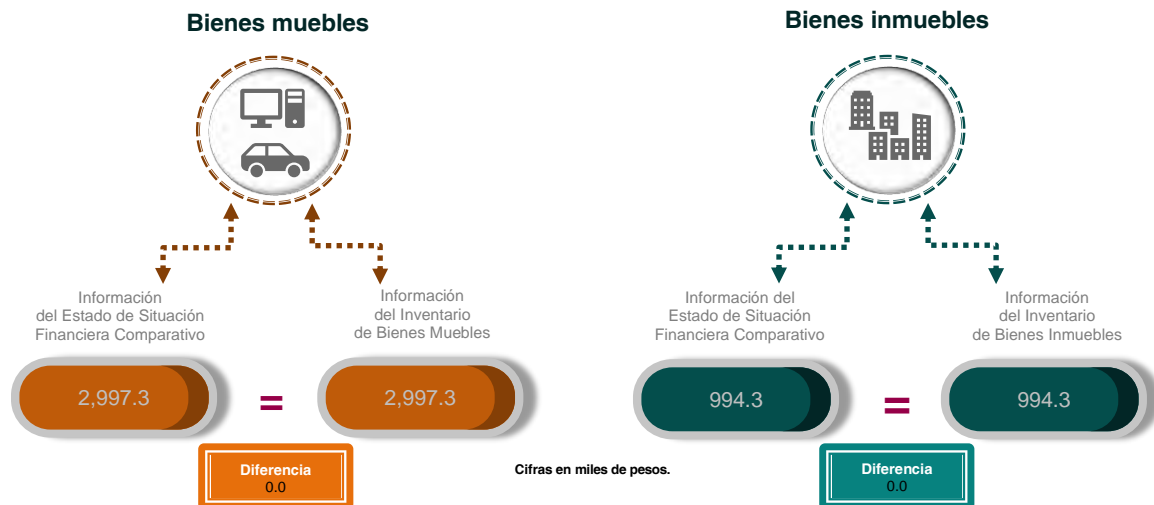 Bienes muebles
Información
del Estado de Situación
Financiera Comparativo
Información
del Inventario
de Bienes Muebles
2,997.3
=
2,997.3
Diferencia
0.0
Cifras en miles de pesos.
Bienes inmuebles
Información del
Estado de Situación
Financiera Comparativo
Información
del Inventario
de Bienes Inmuebles
994.3
=
994.3
Diferencia
0.0